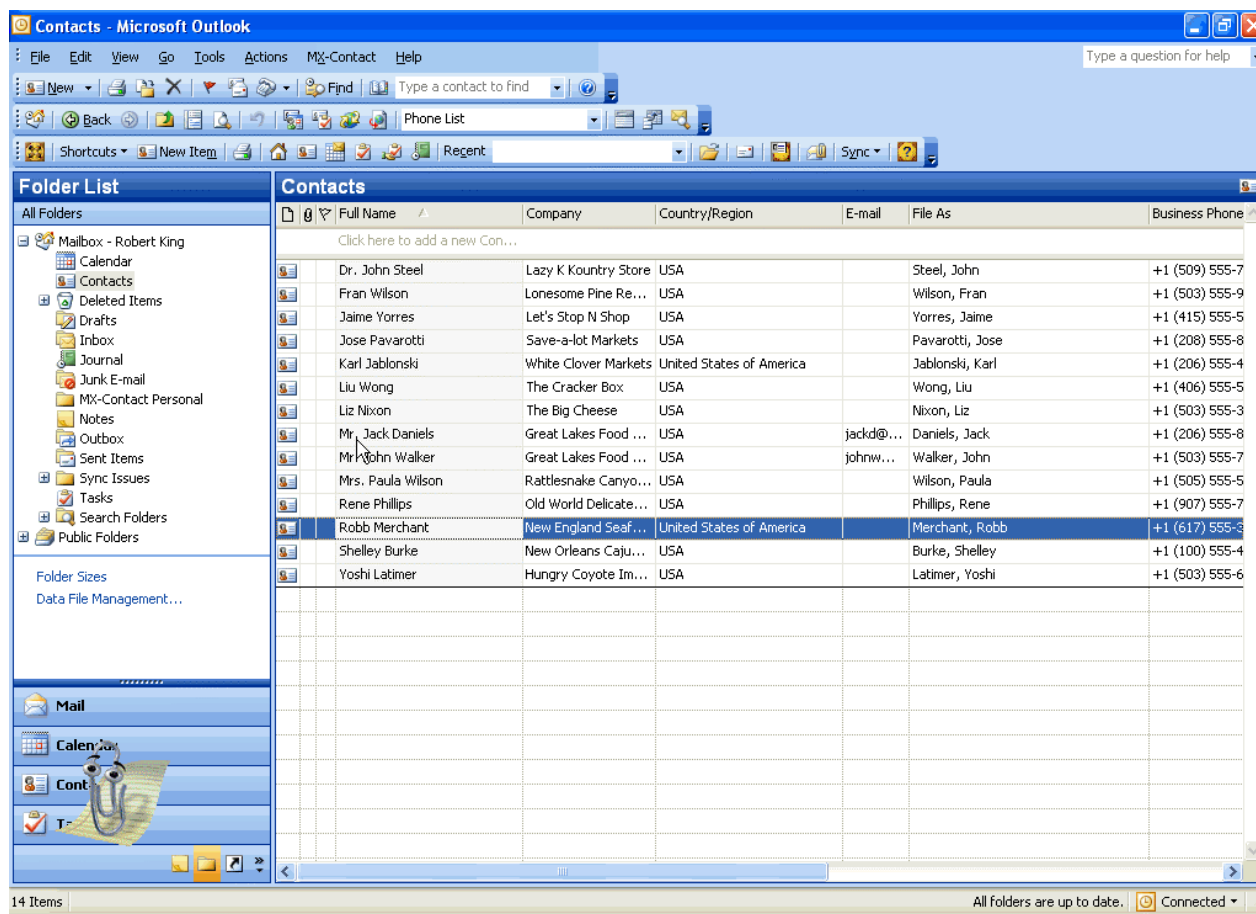 Contacts - Microsoft Outlook
File Edit View Go Tools Actions MX-Contact Help Type a question for help
New Find Type a contact to find
Back Phone List
Shortcuts New Item Recent Sync
Folder List Contacts
All Folders Full Name Company Country/Region E-mail File As Business Phone
Click here to add a new Con...
Mailbox - Robert King
Calendar
Contacts
Deleted Items
Drafts
Inbox
Journal
Junk E-mail
MX-Contact Personal
Notes
Outbox
Sent Items
Sync Issues
Tasks
Search Folders
Public Folders
Folder Sizes
Data File Management...
Mail
Calendar
Dr. John Steel Lazy K Kountry Store USA Steel, John +1 (509) 555-7
Fran Wilson Lonesome Pine Re... USA Wilson, Fran +1 (503) 555-9
Jaime Yorres Let's Stop N Shop USA Yorres, Jaime +1 (415) 555-5
Jose Pavarotti Save-a-lot Markets USA Pavarotti, Jose +1 (208) 555-8
Karl Jablonski White Clover Markets United States of America Jablonski, Karl +1 (206) 555-4
Liu Wong The Cracker Box USA Wong, Liu +1 (406) 555-5
Liz Nixon The Big Cheese USA Nixon, Liz +1 (503) 555-3
Mr. Jack Daniels Great Lakes Food ... USA jackd@... Daniels, Jack +1 (206) 555-8
Mr. John Walker Great Lakes Food ... USA johnw... Walker, John +1 (503) 555-7
Mrs. Paula Wilson Rattlesnake Canyo... USA Wilson, Paula +1 (505) 555-5
Rene Phillips Old World Delicate... USA Phillips, Rene +1 (907) 555-7
Robb Merchant New England Seaf... United States of America Merchant, Robb +1 (617) 555-3
Shelley Burke New Orleans Caju... USA Burke, Shelley +1 (100) 555-4
Yoshi Latimer Hungry Coyote Im... USA Latimer, Yoshi +1 (503) 555-6
14 Items All folders are up to date. Connected